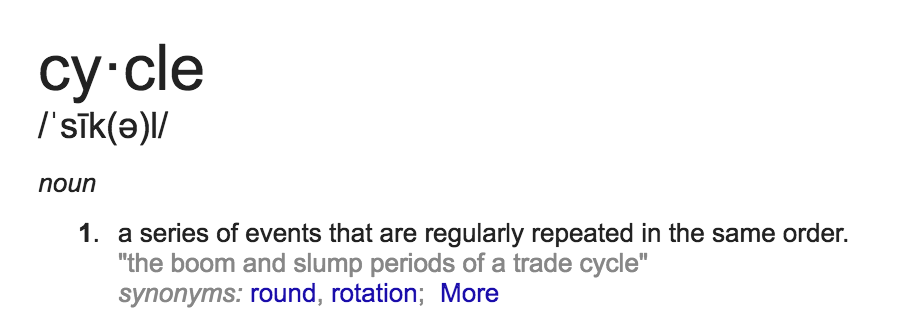 cy·cle
/ˈsīk(ə)l/
noun
1. a series of events that are regularly repeated in the same order.
"the boom and slump periods of a trade cycle"
synonyms: round, rotation; More